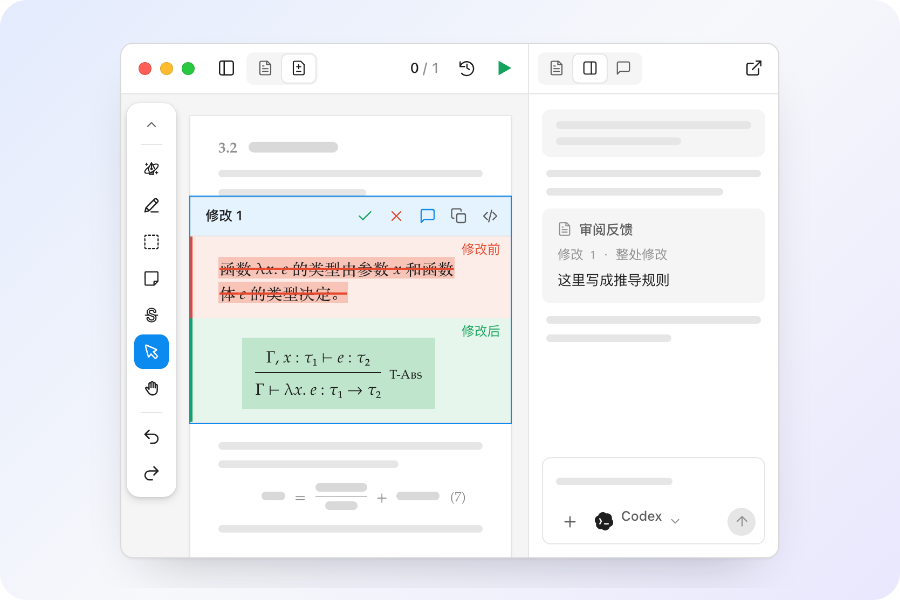 0 / 1
3.2
修改 1
修改前
函数 λx. e 的类型由参数 x 和函数
体 e 的类型决定。
修改后
Γ, x : τ₁ ⊢ e : τ₂
Γ ⊢ λx. e : τ₁ → τ₂
T-Abs
= + (7)
审阅反馈
修改 1 · 整处修改
这里写成推导规则
Codex